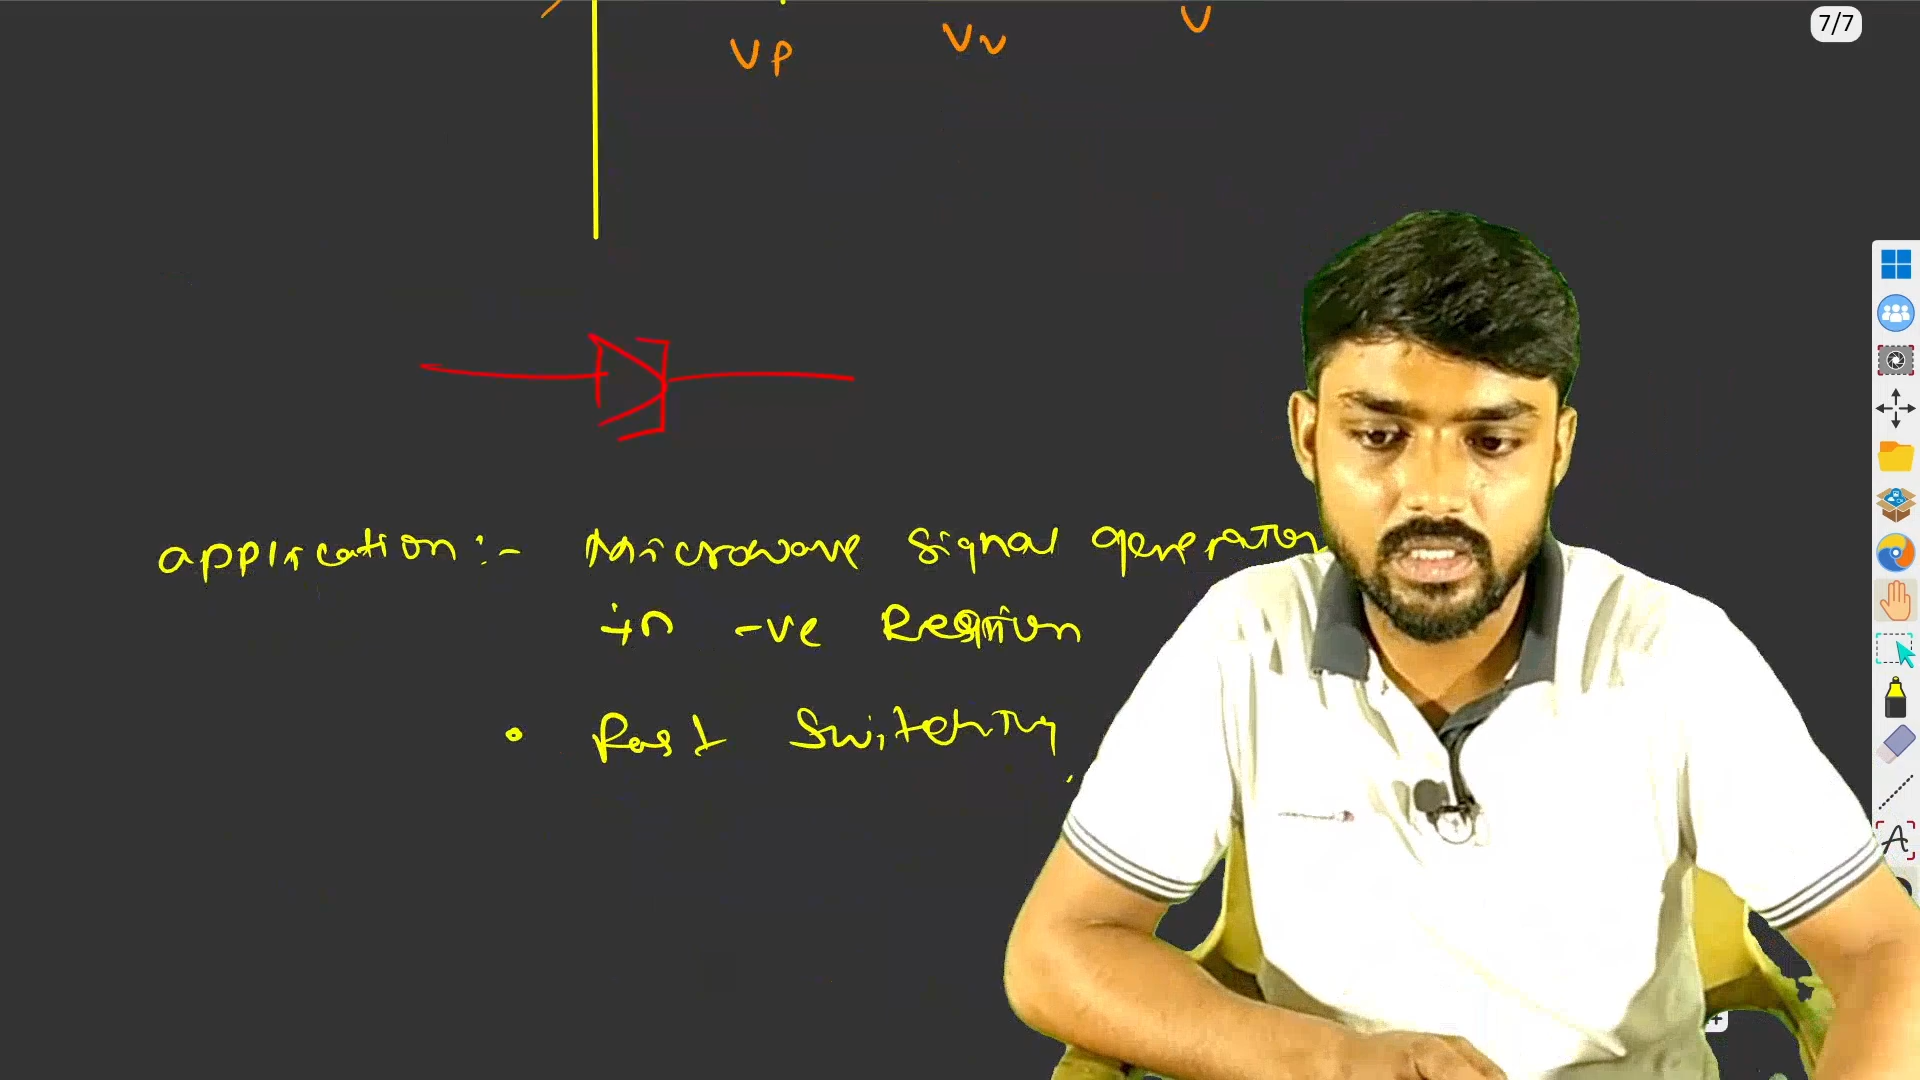 7/7
VP Vv V
application :- Microwave signal generator
in -ve Region
• Fast Switching